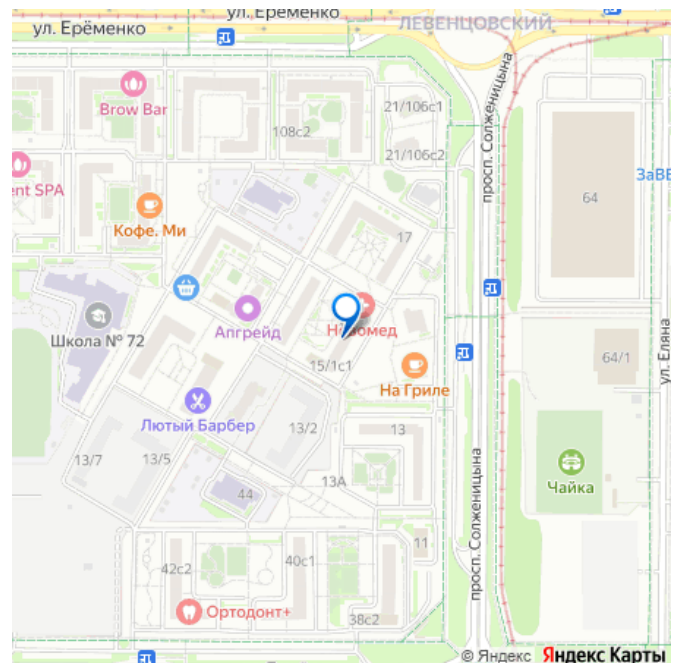 ул. Ерёменко
ул. Еременко
ЛЕВЕНЦОВСКИЙ
Brow Bar
21/106с1
108с2
21/106с2
просп. Солженицына
ent SPA
64
ЗаВЕ
Кофе. Ми
17
Апгрейд
Школа № 72
15/1с1
64/1
ул. Еляна
На Гриле
Лютый Барбер
13/2
13
13/7
13/5
13А
Чайка
44
просп. Солженицына
42с2
40с1
11
Ортодонт+
38с2
© Яндекс Яндекс Карты